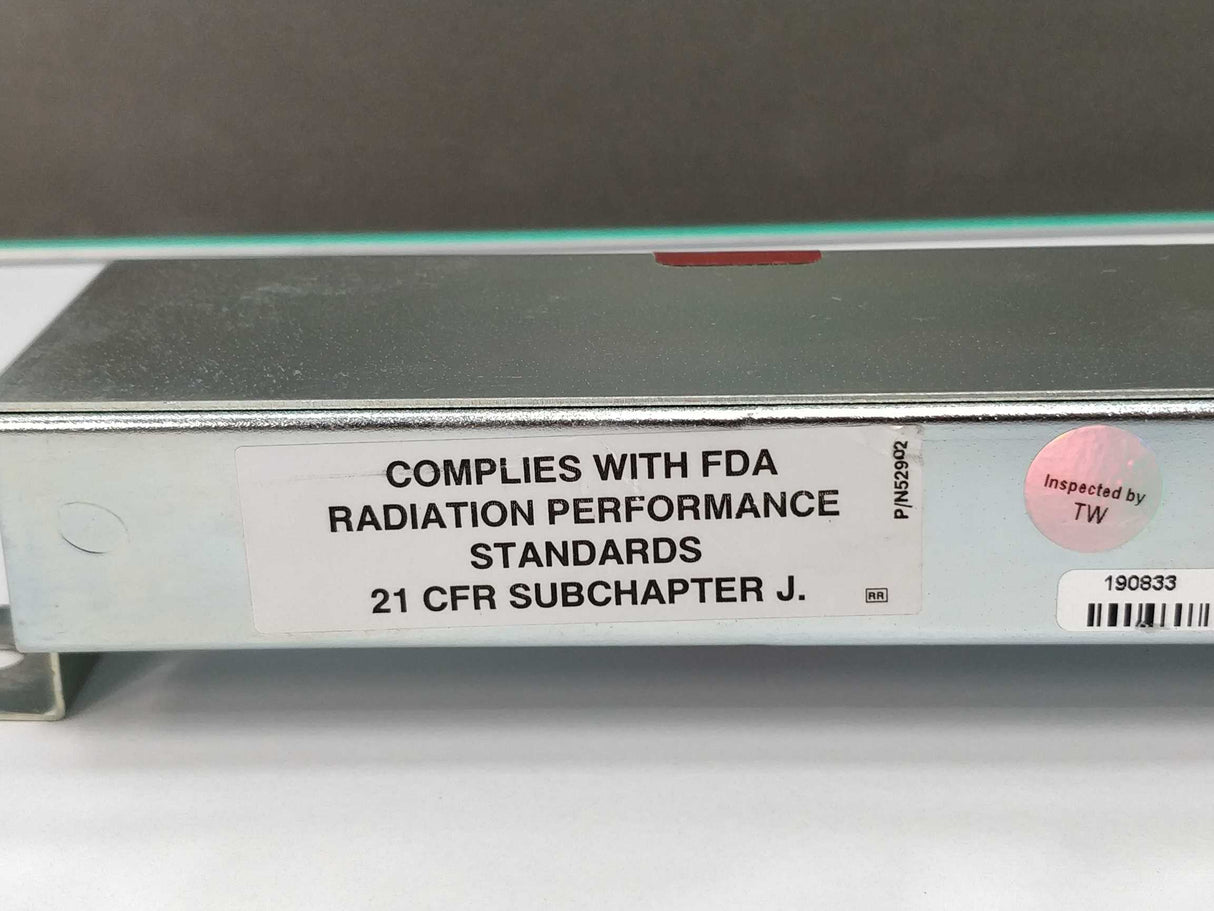 COMPLIES WITH FDA
RADIATION PERFORMANCE
STANDARDS
21 CFR SUBCHAPTER J.
RR
P/N52902
Inspected by
TW
190833